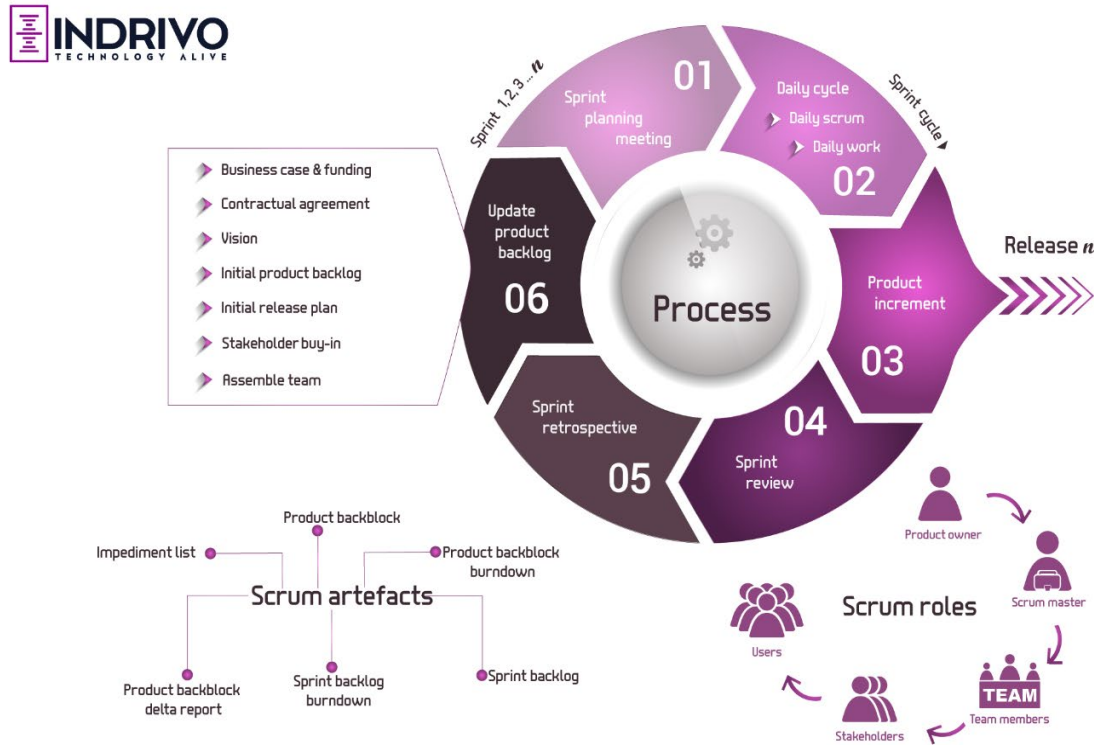 INDRIVO
TECHNOLOGY ALIVE
Sprint 1,2,3 ... n
01
Sprint
planning
meeting
Daily cycle
Daily scrum
Daily work
02
Sprint cycle
Business case & funding
Contractual agreement
Vision
Initial product backlog
Initial release plan
Stakeholder buy-in
Assemble team
Update
product
backlog
06
Process
Product
increment
03
Release n
Sprint
retrospective
05
04
Sprint
review
Product backblock
Impediment list
Product backblock
burndown
Scrum artefacts
Product backblock
delta report
Sprint backlog
burndown
Sprint backlog
Product owner
Scrum roles
Scrum master
Users
TEAM
Team members
Stakeholders